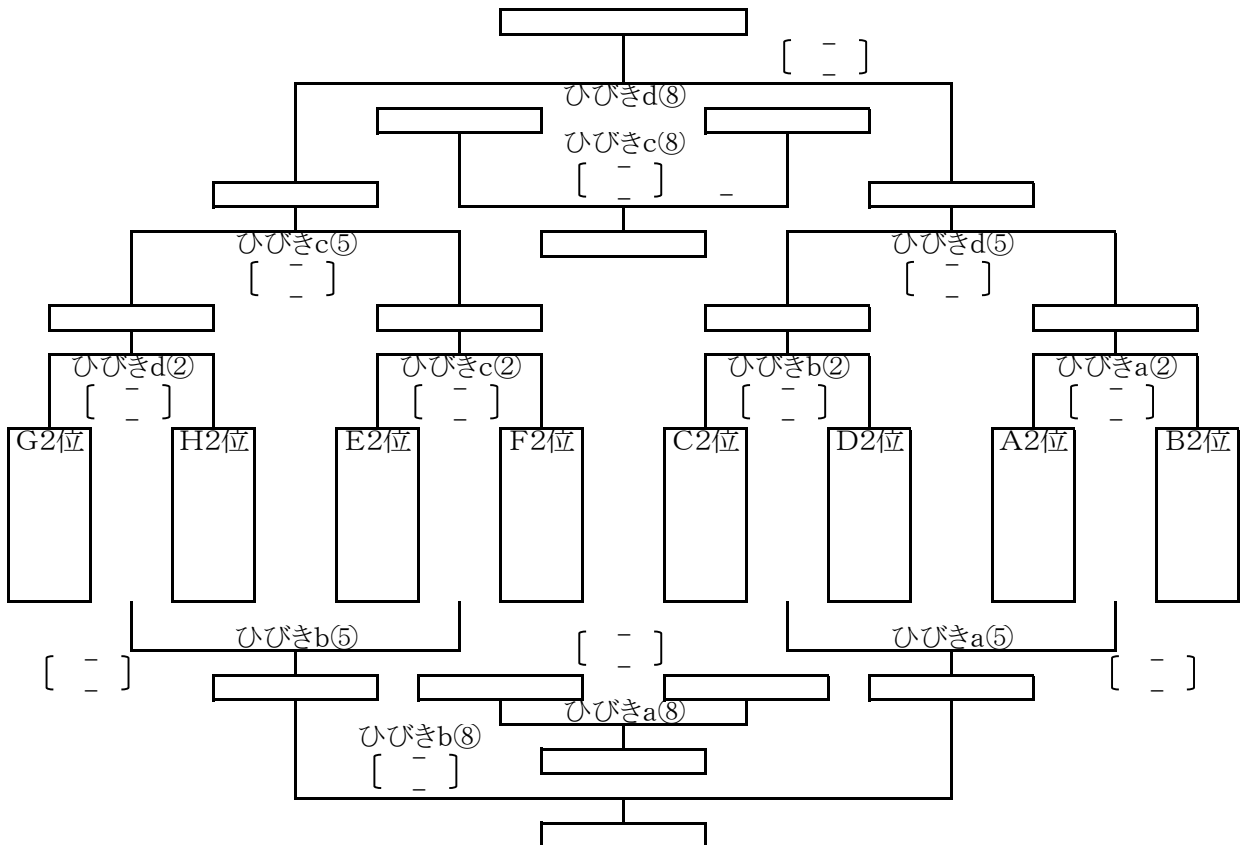 [ - - ]
ひびきd⑧
ひびきc⑧
[ - - ] -
ひびきc⑤ ひびきd⑤
[ - - ] [ - - ]
ひびきd② ひびきc② ひびきb② ひびきa②
[ - - ] [ - - ] [ - - ] [ - - ]
G2位 H2位 E2位 F2位 C2位 D2位 A2位 B2位
ひびきb⑤ [ - - ] ひびきa⑤
[ - - ] [ - - ]
ひびきa⑧
ひびきb⑧
[ - - ]